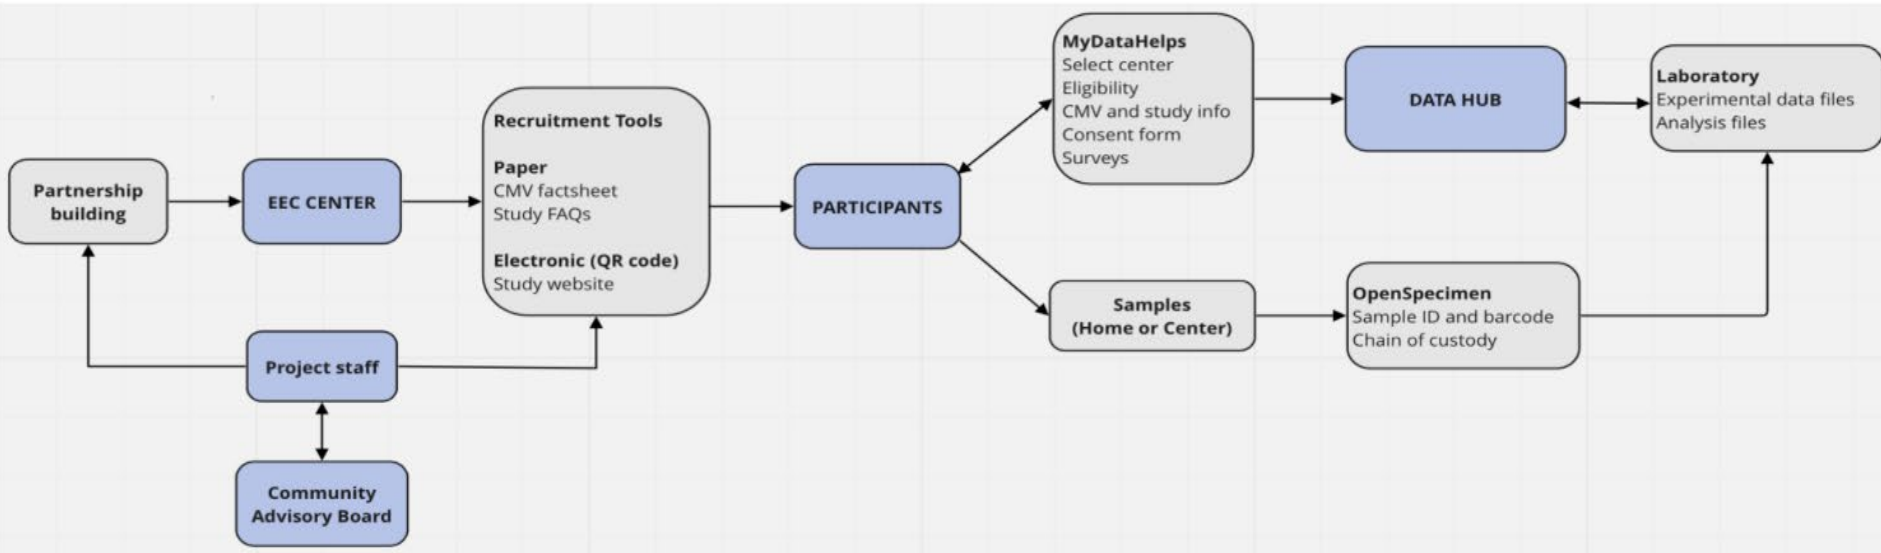 Partnership
building
EEC CENTER
Recruitment Tools
Paper
CMV factsheet
Study FAQs
Electronic (QR code)
Study website
Project staff
Community
Advisory Board
PARTICIPANTS
MyDataHelps
Select center
Eligibility
CMV and study info
Consent form
Surveys
DATA HUB
Laboratory
Experimental data files
Analysis files
Samples
(Home or Center)
OpenSpecimen
Sample ID and barcode
Chain of custody